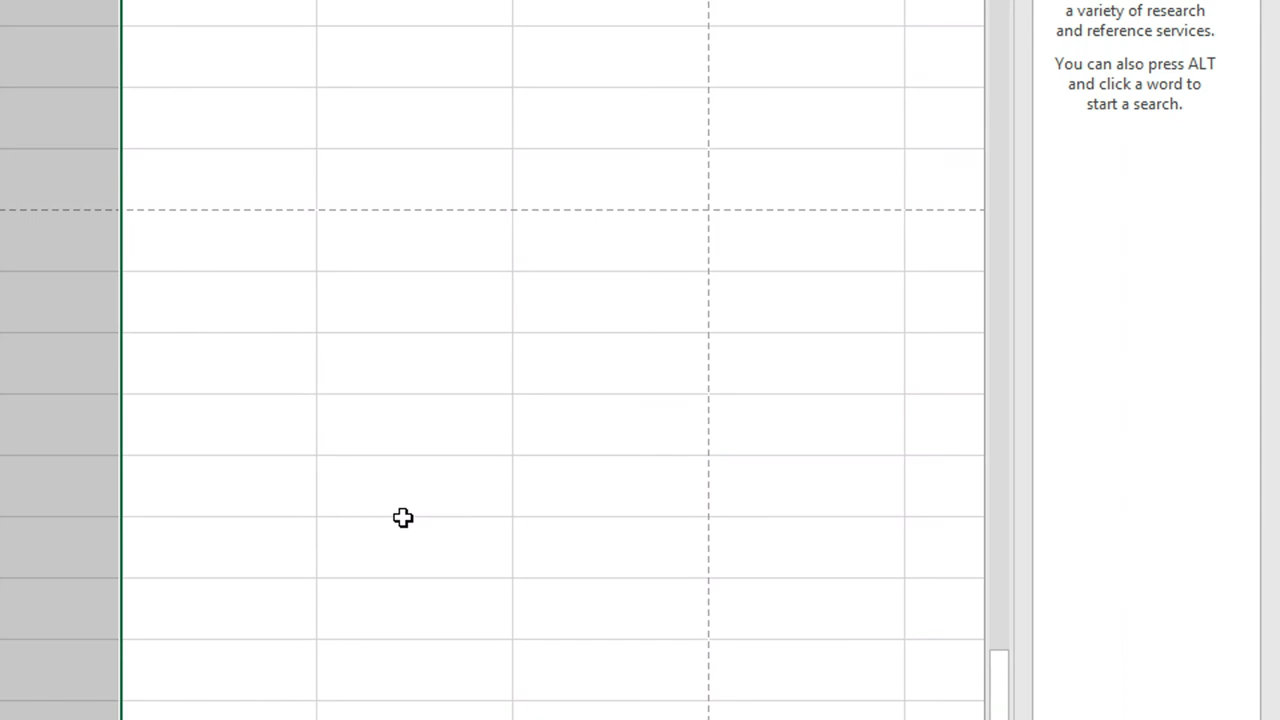 a variety of research
and reference services.
You can also press ALT
and click a word to
start a search.